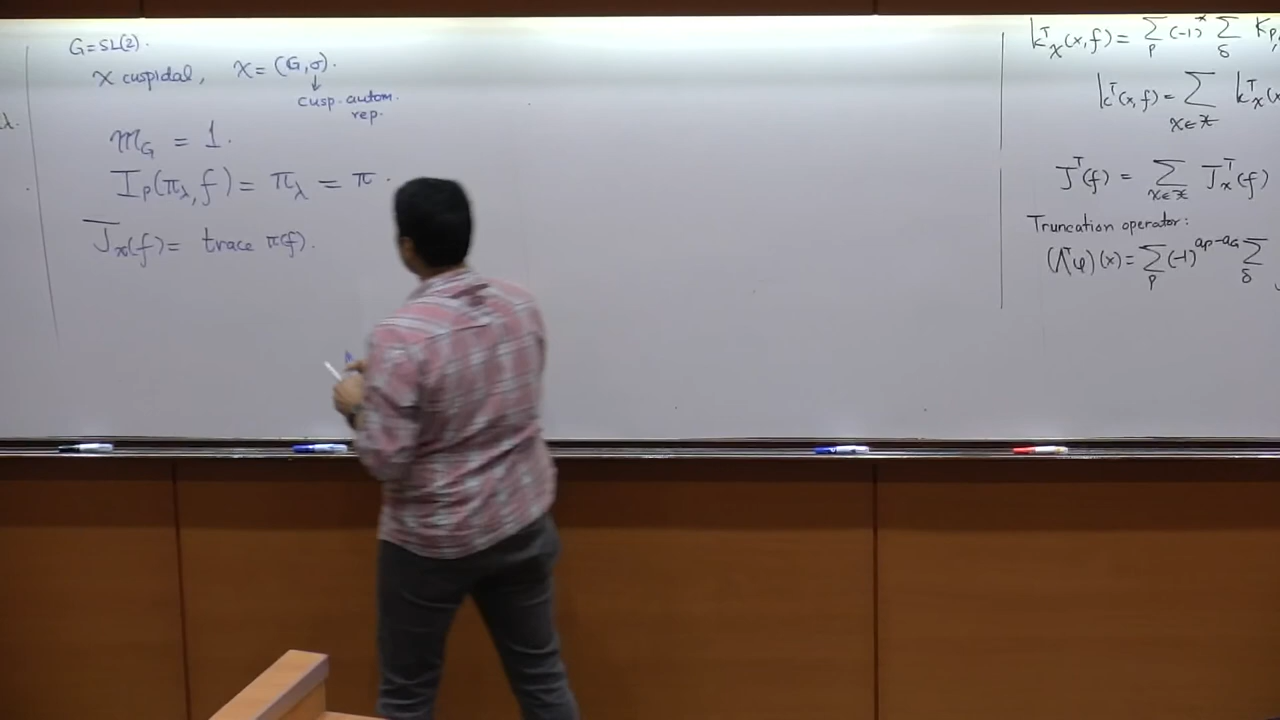 G=SL(2).
χ cuspidal, χ=(G,σ).
↓
cusp. autom. rep.
m_G = 1.
I_P(π_λ,f) = π_λ = π.
J_χ(f) = trace π(f).
λ.
k^T_χ(x,f) = Σ_P (-1)^* Σ_δ K_P,
k^T(x,f) = Σ_{χ∈𝔛} k^T_χ(x
J^T(f) = Σ_{χ∈𝔛} J^T_χ(f)
Truncation operator:
(Λ^Tφ)(x) = Σ_P (-1)^{a_P-a_G} Σ_δ